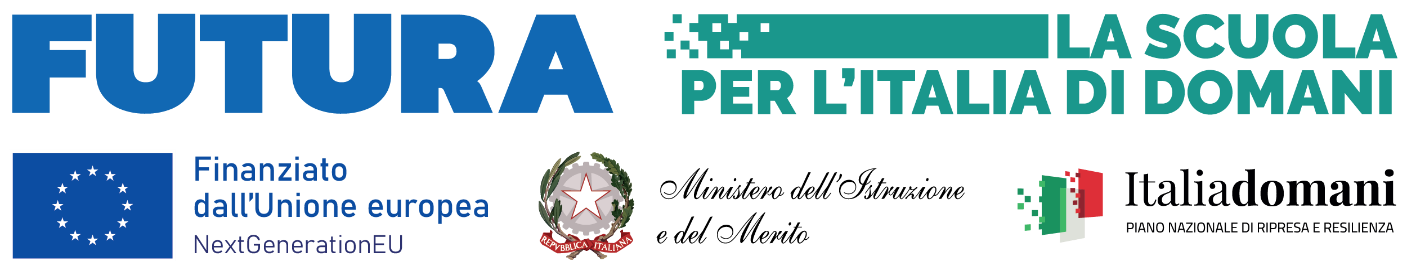 FUTURA
LA SCUOLA
PER L'ITALIA DI DOMANI
Finanziato
dall'Unione europea
NextGenerationEU
REPVBBLICA ITALIANA
Ministero dell'Istruzione
e del Merito
Italiadomani
PIANO NAZIONALE DI RIPRESA E RESILIENZA